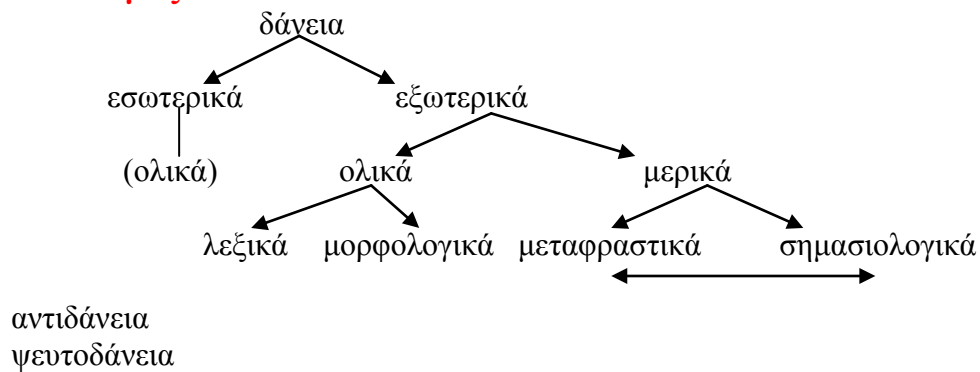 δάνεια
εσωτερικά εξωτερικά
(ολικά) ολικά μερικά
λεξικά μορφολογικά μεταφραστικά σημασιολογικά
αντιδάνεια
ψευτοδάνεια